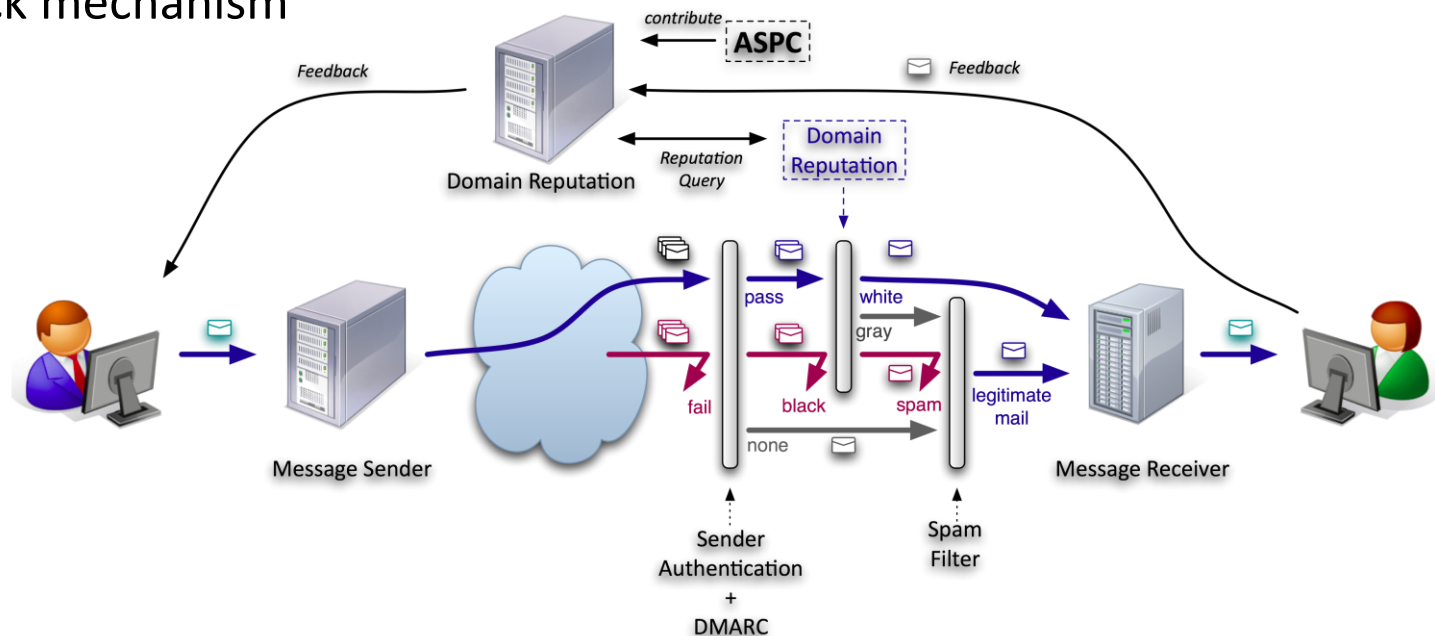 k mechanism
contribute
ASPC
Feedback
Feedback
Domain
Reputation
Reputation
Query
Domain Reputation
pass
white
gray
fail
black
spam
legitimate
mail
none
Message Sender
Message Receiver
Sender
Authentication
+
DMARC
Spam
Filter